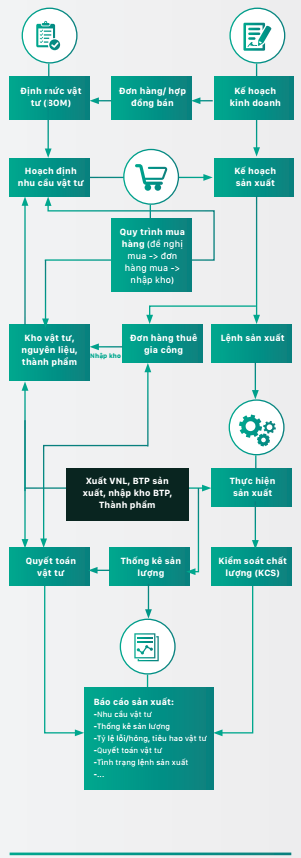 Định mức vật
tư (BOM)
Đơn hàng/ hợp
đồng bán
Kế hoạch
kinh doanh
Hoạch định
nhu cầu vật tư
Kế hoạch
sản xuất
Quy trình mua
hàng (đề nghị
mua -> đơn
hàng mua ->
nhập kho)
Kho vật tư,
nguyên liệu,
thành phẩm
Nhập kho
Đơn hàng thuê
gia công
Lệnh sản xuất
Xuất VNL, BTP sản
xuất, nhập kho BTP,
Thành phẩm
Thực hiện
sản xuất
Quyết toán
vật tư
Thống kê sản
lượng
Kiểm soát chất
lượng (KCS)
Báo cáo sản xuất:
-Nhu cầu vật tư
-Thống kê sản lượng
-Tỷ lệ lỗi/hỏng, tiêu hao vật tư
-Quyết toán vật tư
-Tình trạng lệnh sản xuất
-...